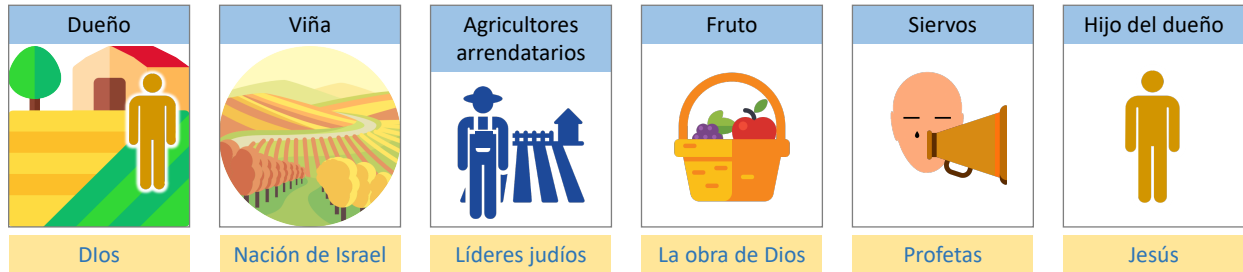 Dueño
Viña
Agricultores
arrendatarios
Fruto
Siervos
Hijo del dueño
DIos
Nación de Israel
Líderes judíos
La obra de Dios
Profetas
Jesús